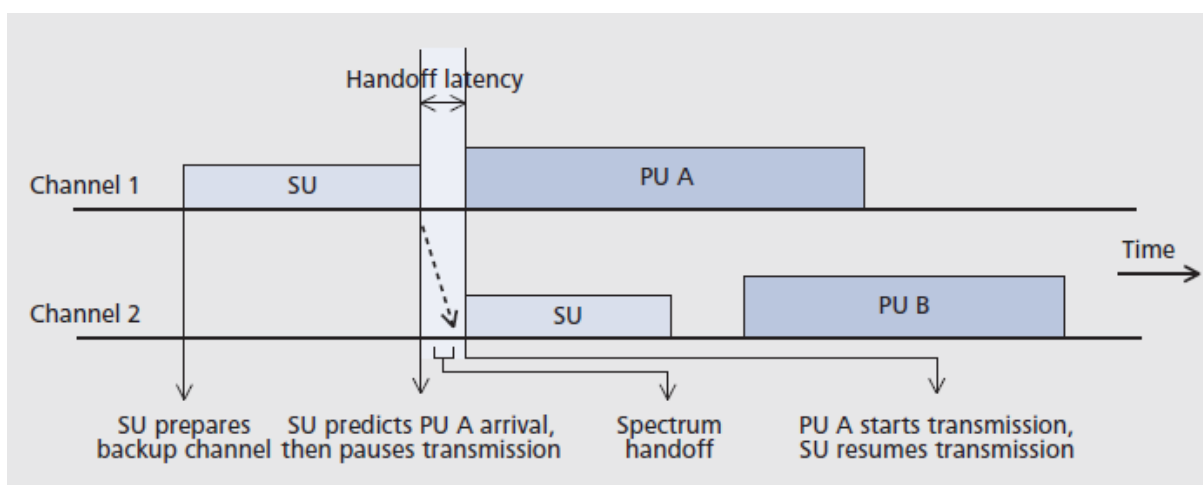 Handoff latency
Channel 1
SU
PU A
Time
Channel 2
SU
PU B
SU prepares
backup channel
SU predicts PU A arrival,
then pauses transmission
Spectrum
handoff
PU A starts transmission,
SU resumes transmission